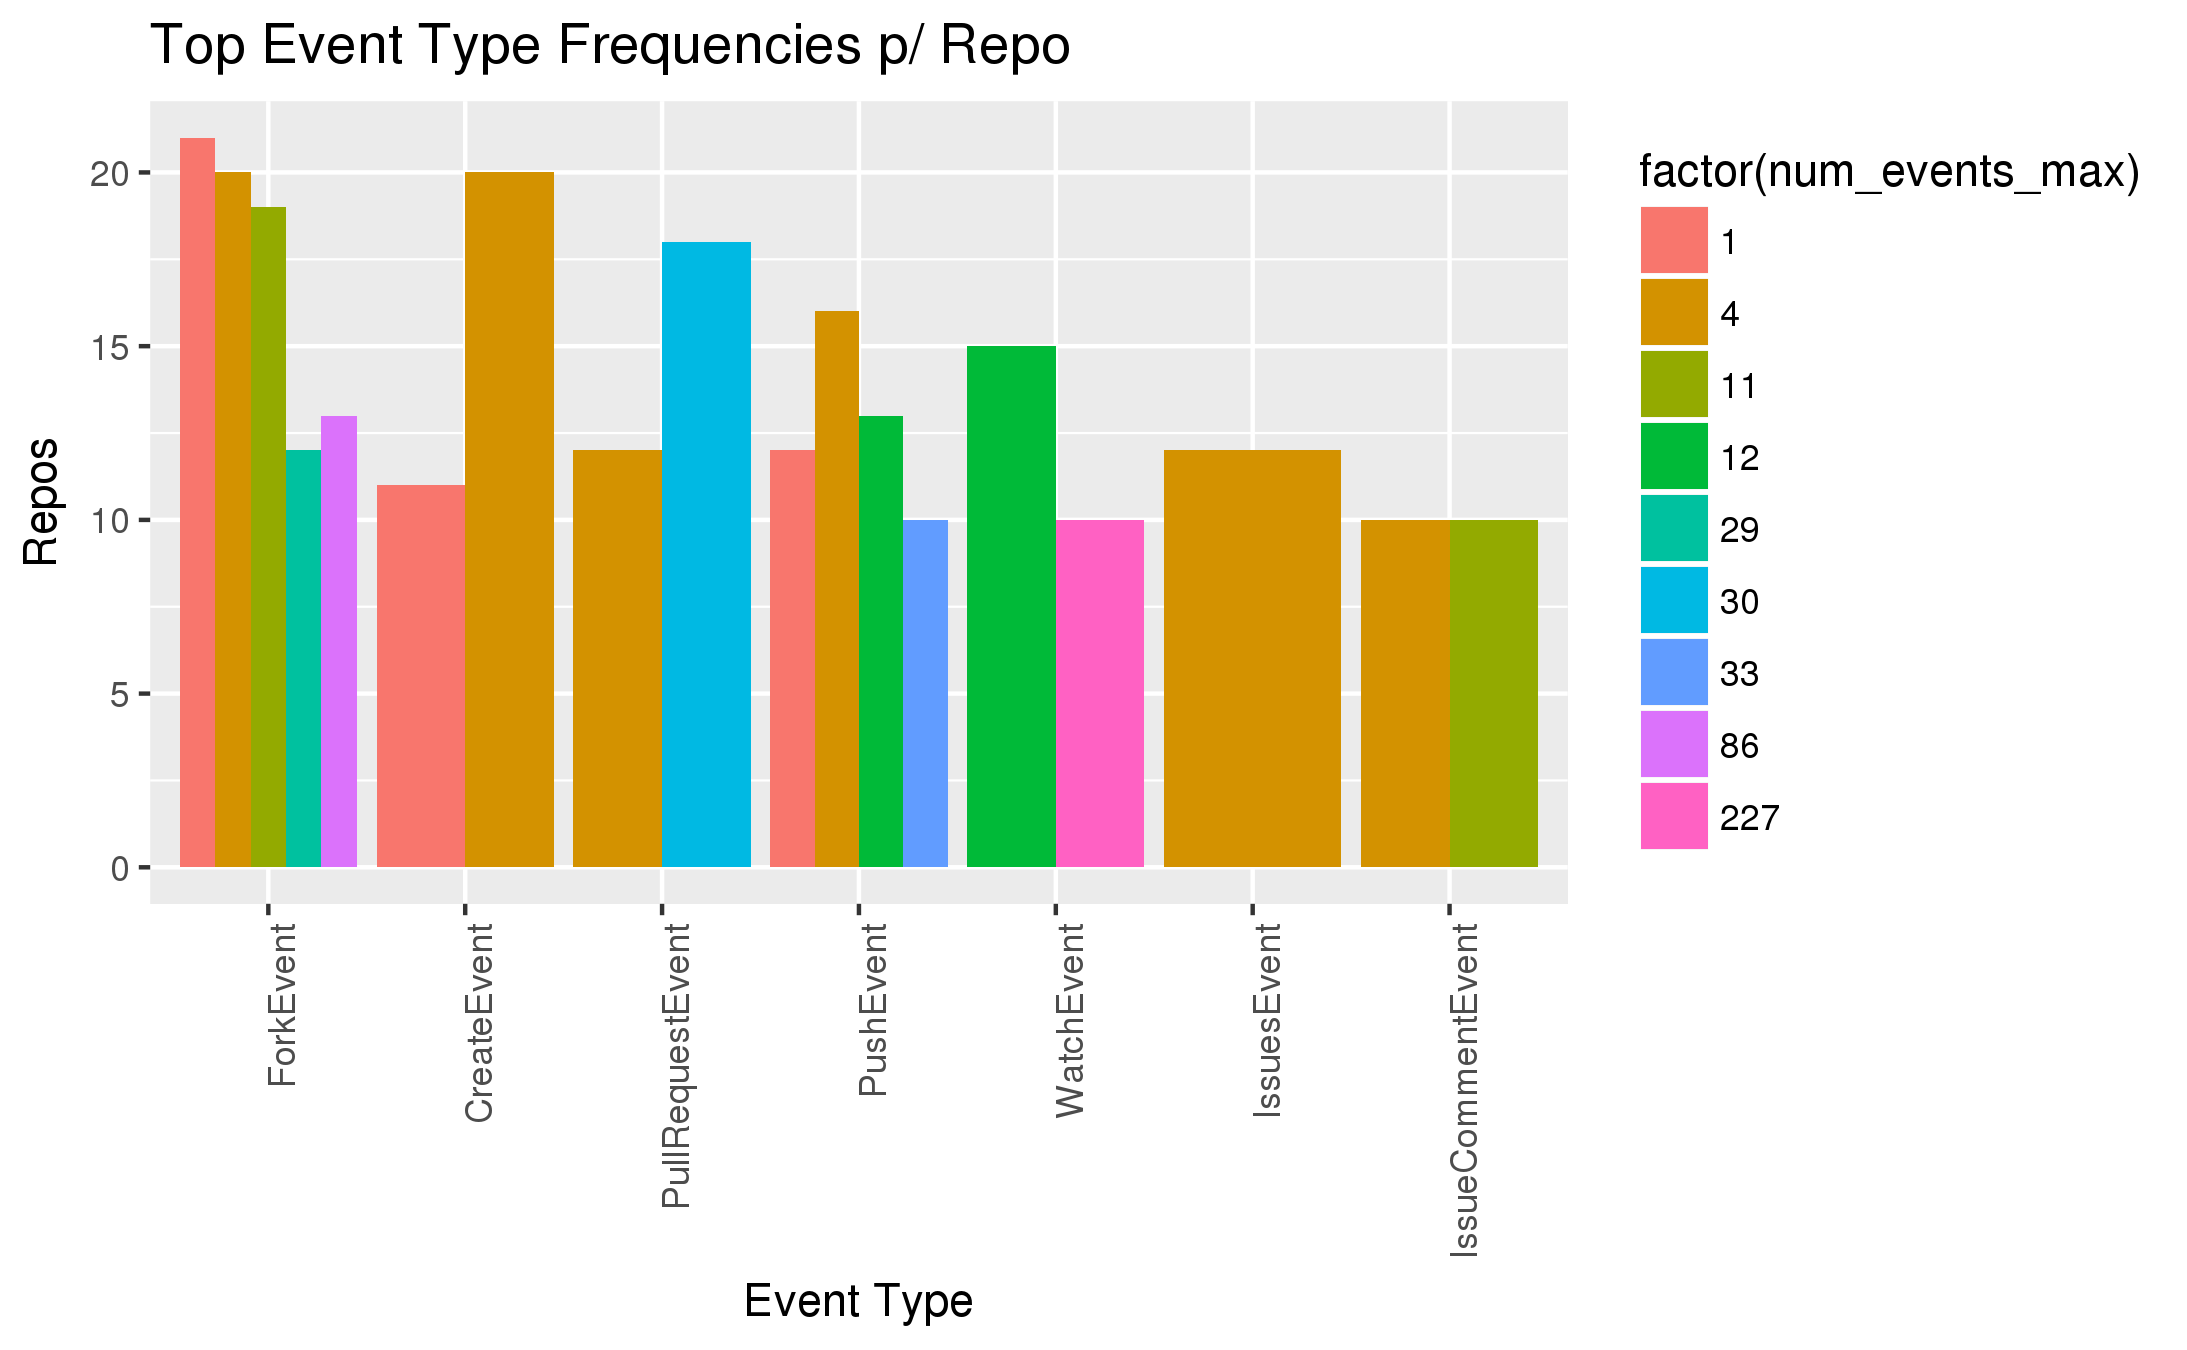 Top Event Type Frequencies p/ Repo
Repos
20
15
10
5
0
ForkEvent
CreateEvent
PullRequestEvent
PushEvent
WatchEvent
IssuesEvent
IssueCommentEvent
Event Type
factor(num_events_max)
1
4
11
12
29
30
33
86
227